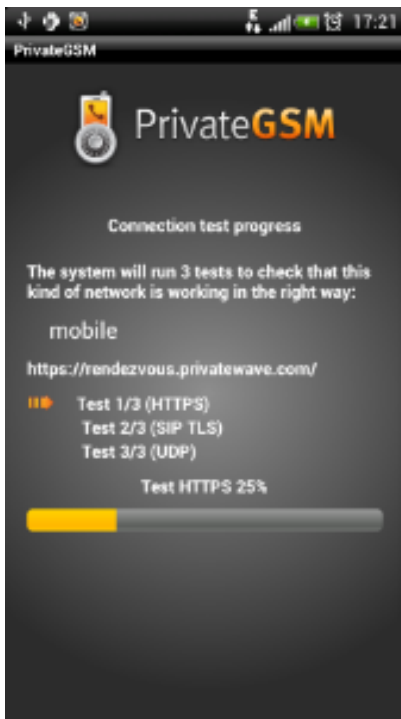 E
17:21
PrivateGSM
PrivateGSM
Connection test progress
The system will run 3 tests to check that this
kind of network is working in the right way:
mobile
https://rendezvous.privatewave.com/
Test 1/3 (HTTPS)
Test 2/3 (SIP TLS)
Test 3/3 (UDP)
Test HTTPS 25%